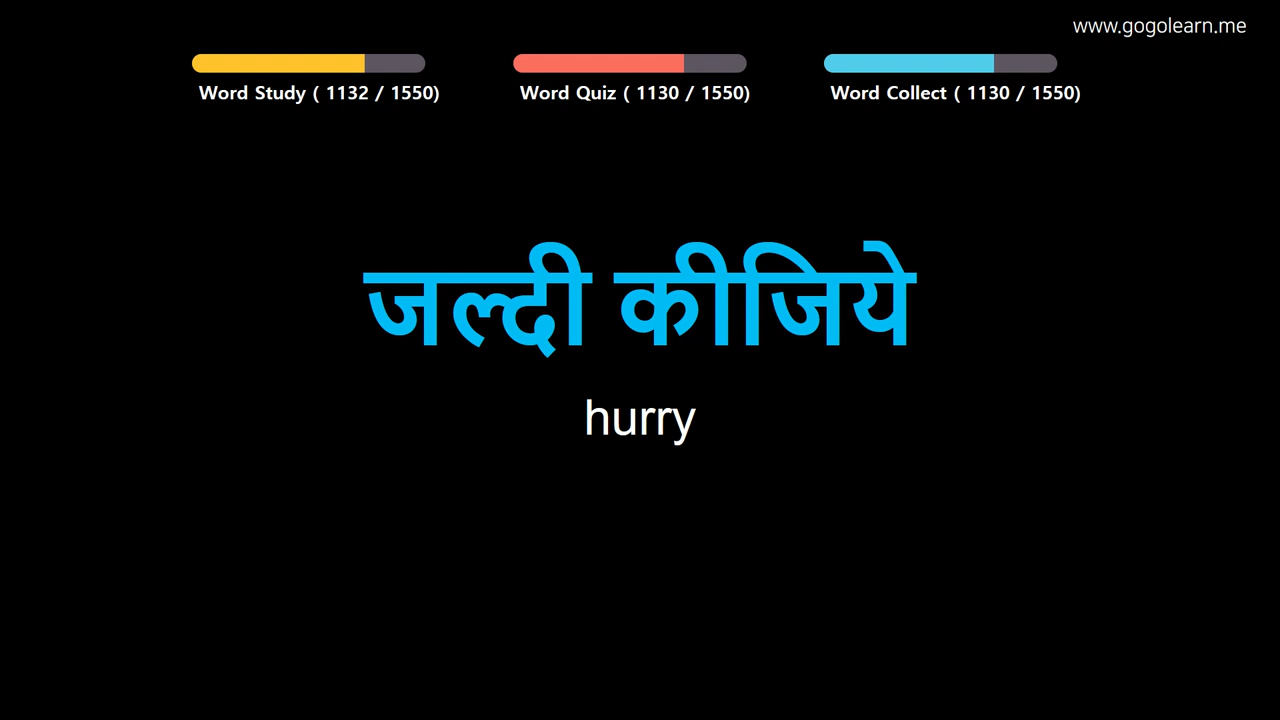 www.gogolearn.me
Word Study ( 1132 / 1550)
Word Quiz ( 1130 / 1550)
Word Collect ( 1130 / 1550)
जल्दी कीजिये
hurry